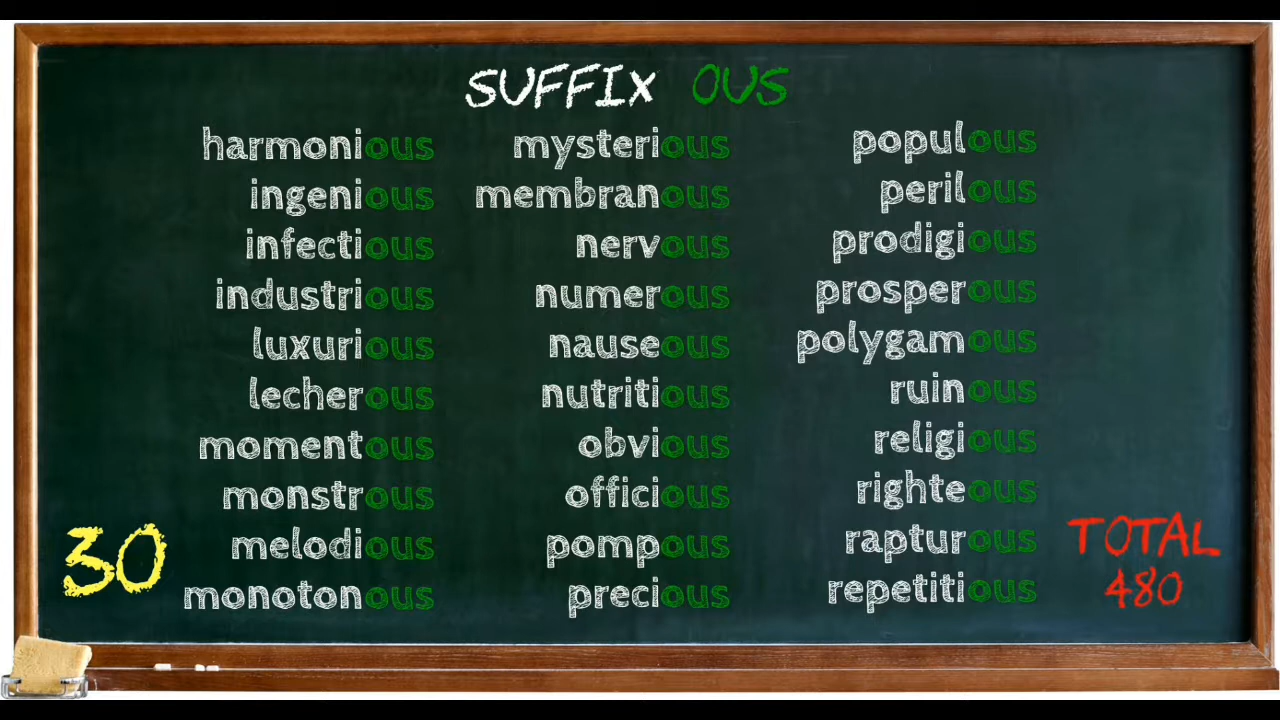 SUFFIX OUS
harmonious
ingenious
infectious
industrious
luxurious
lecherous
momentous
monstrous
melodious
monotonous
mysterious
membranous
nervous
numerous
nauseous
nutritious
obvious
officious
pompous
precious
populous
perilous
prodigious
prosperous
polygamous
ruinous
religious
righteous
rapturous
repetitious
30
TOTAL
480